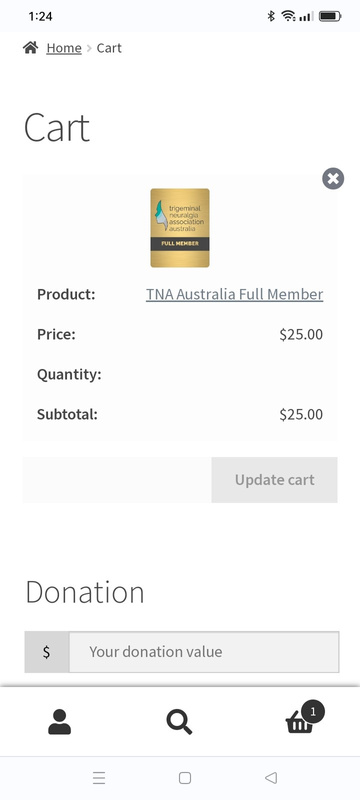 1:24
Home > Cart
Cart
trigeminal
neuralgia
association
australia
FULL MEMBER
Product: TNA Australia Full Member
Price: $25.00
Quantity:
Subtotal: $25.00
Update cart
Donation
$ Your donation value
1